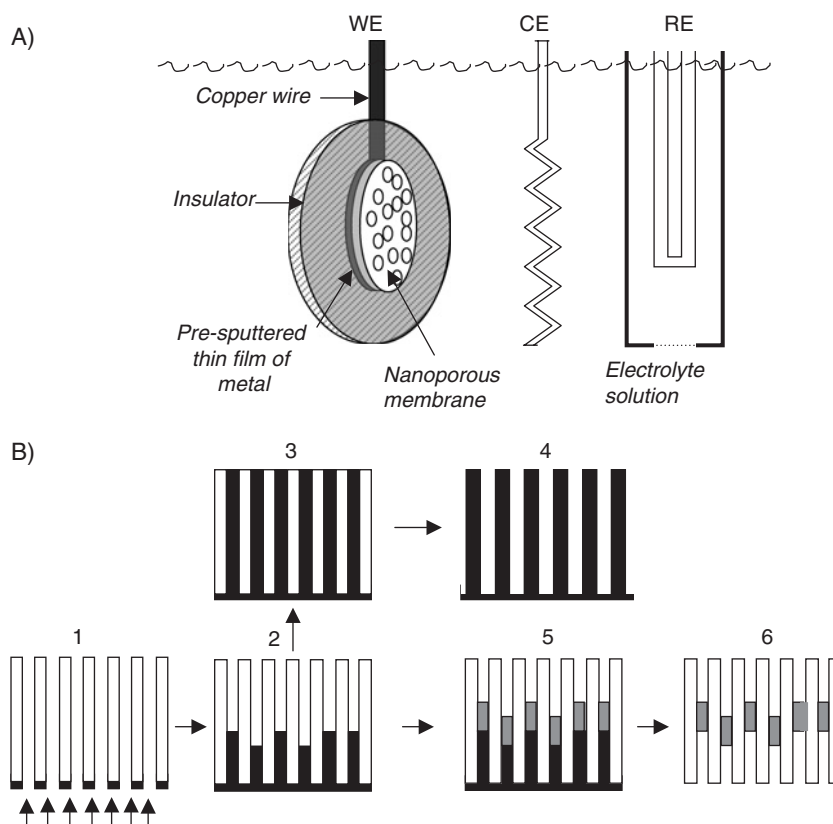 A)
WE
CE
RE
Copper wire
Insulator
Pre-sputtered
thin film of
metal
Nanoporous
membrane
Electrolyte
solution
B)
3
4
1
2
5
6